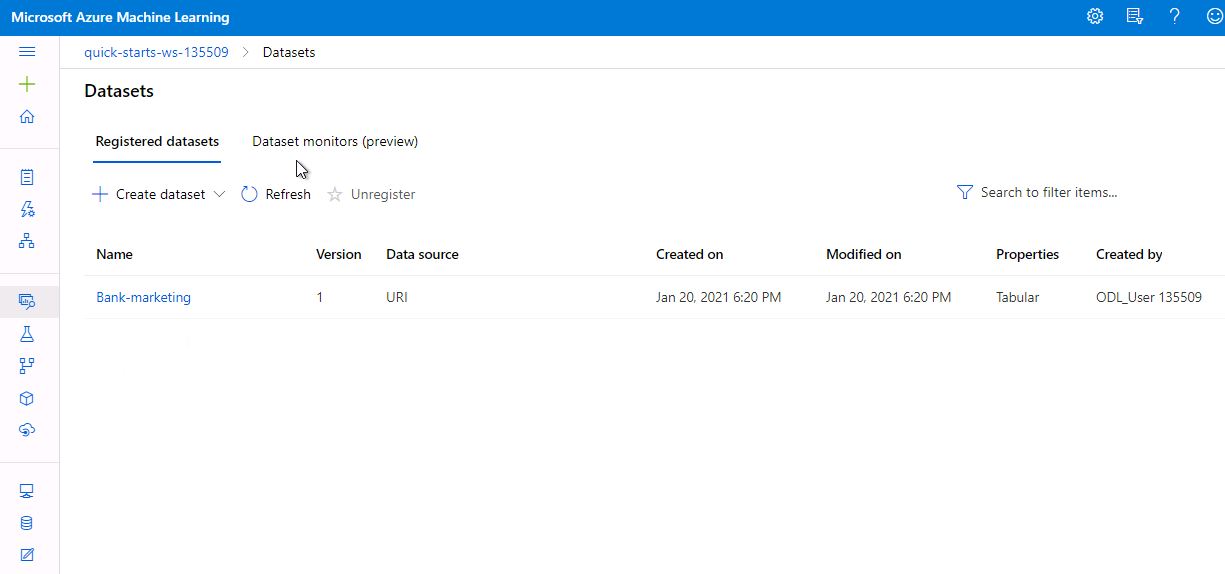 Microsoft Azure Machine Learning
quick-starts-ws-135509 > Datasets
Datasets
Registered datasets Dataset monitors (preview)
Create dataset Refresh Unregister Search to filter items...
Name Version Data source Created on Modified on Properties Created by
Bank-marketing 1 URI Jan 20, 2021 6:20 PM Jan 20, 2021 6:20 PM Tabular ODL_User 135509